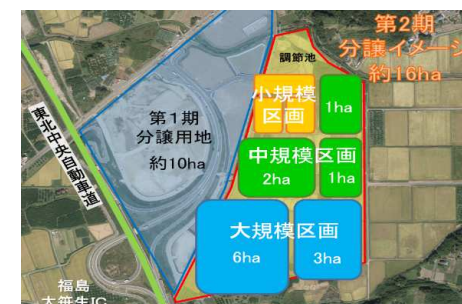 第2期
分譲イメージ
約16ha
調節池
小規模
区画
1ha
第1期
分譲用地
約10ha
中規模区画
2ha
1ha
大規模区画
6ha
3ha
東北中央自動車道
福島
大笹生IC